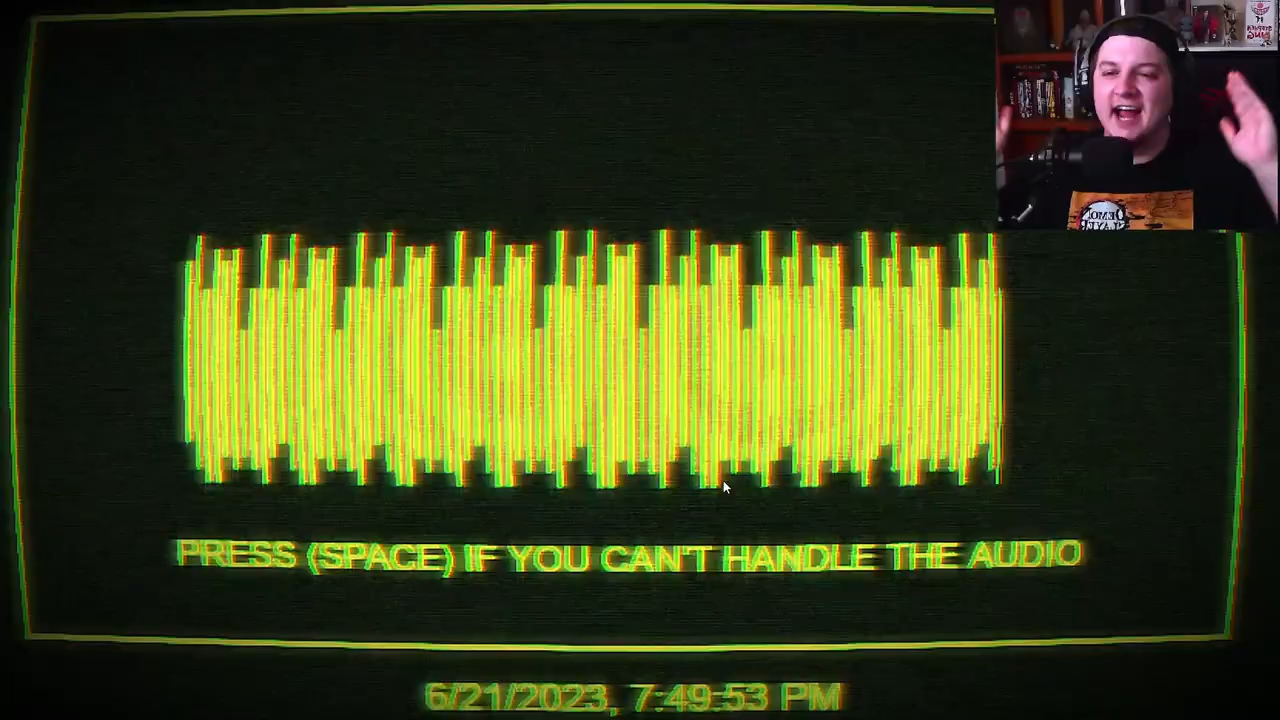 PRESS (SPACE) IF YOU CAN'T HANDLE THE AUDIO
6/21/2023, 7:49:53 PM